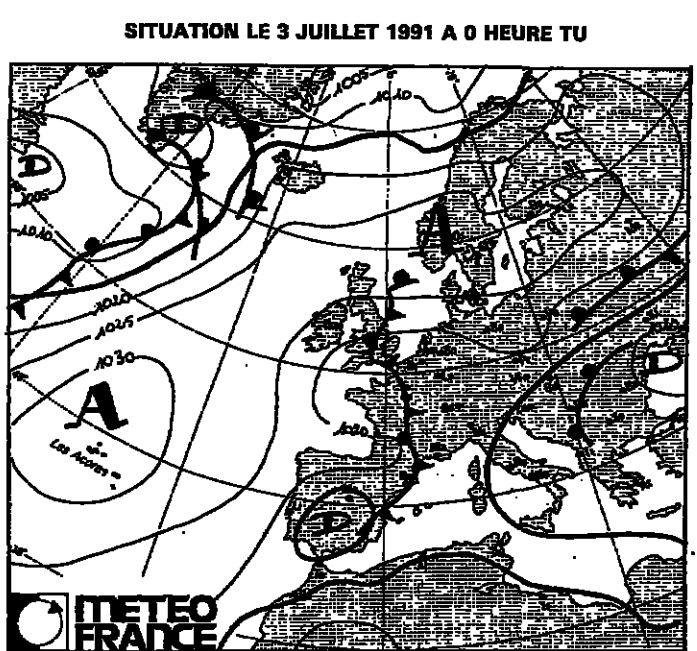 SITUATION LE 3 JUILLET 1991 A 0 HEURE TU
1005
1010
D
D
1005
A
1010
1020
1025
1030
A
D
LES AÇORES
1020
D
METEO
FRANCE